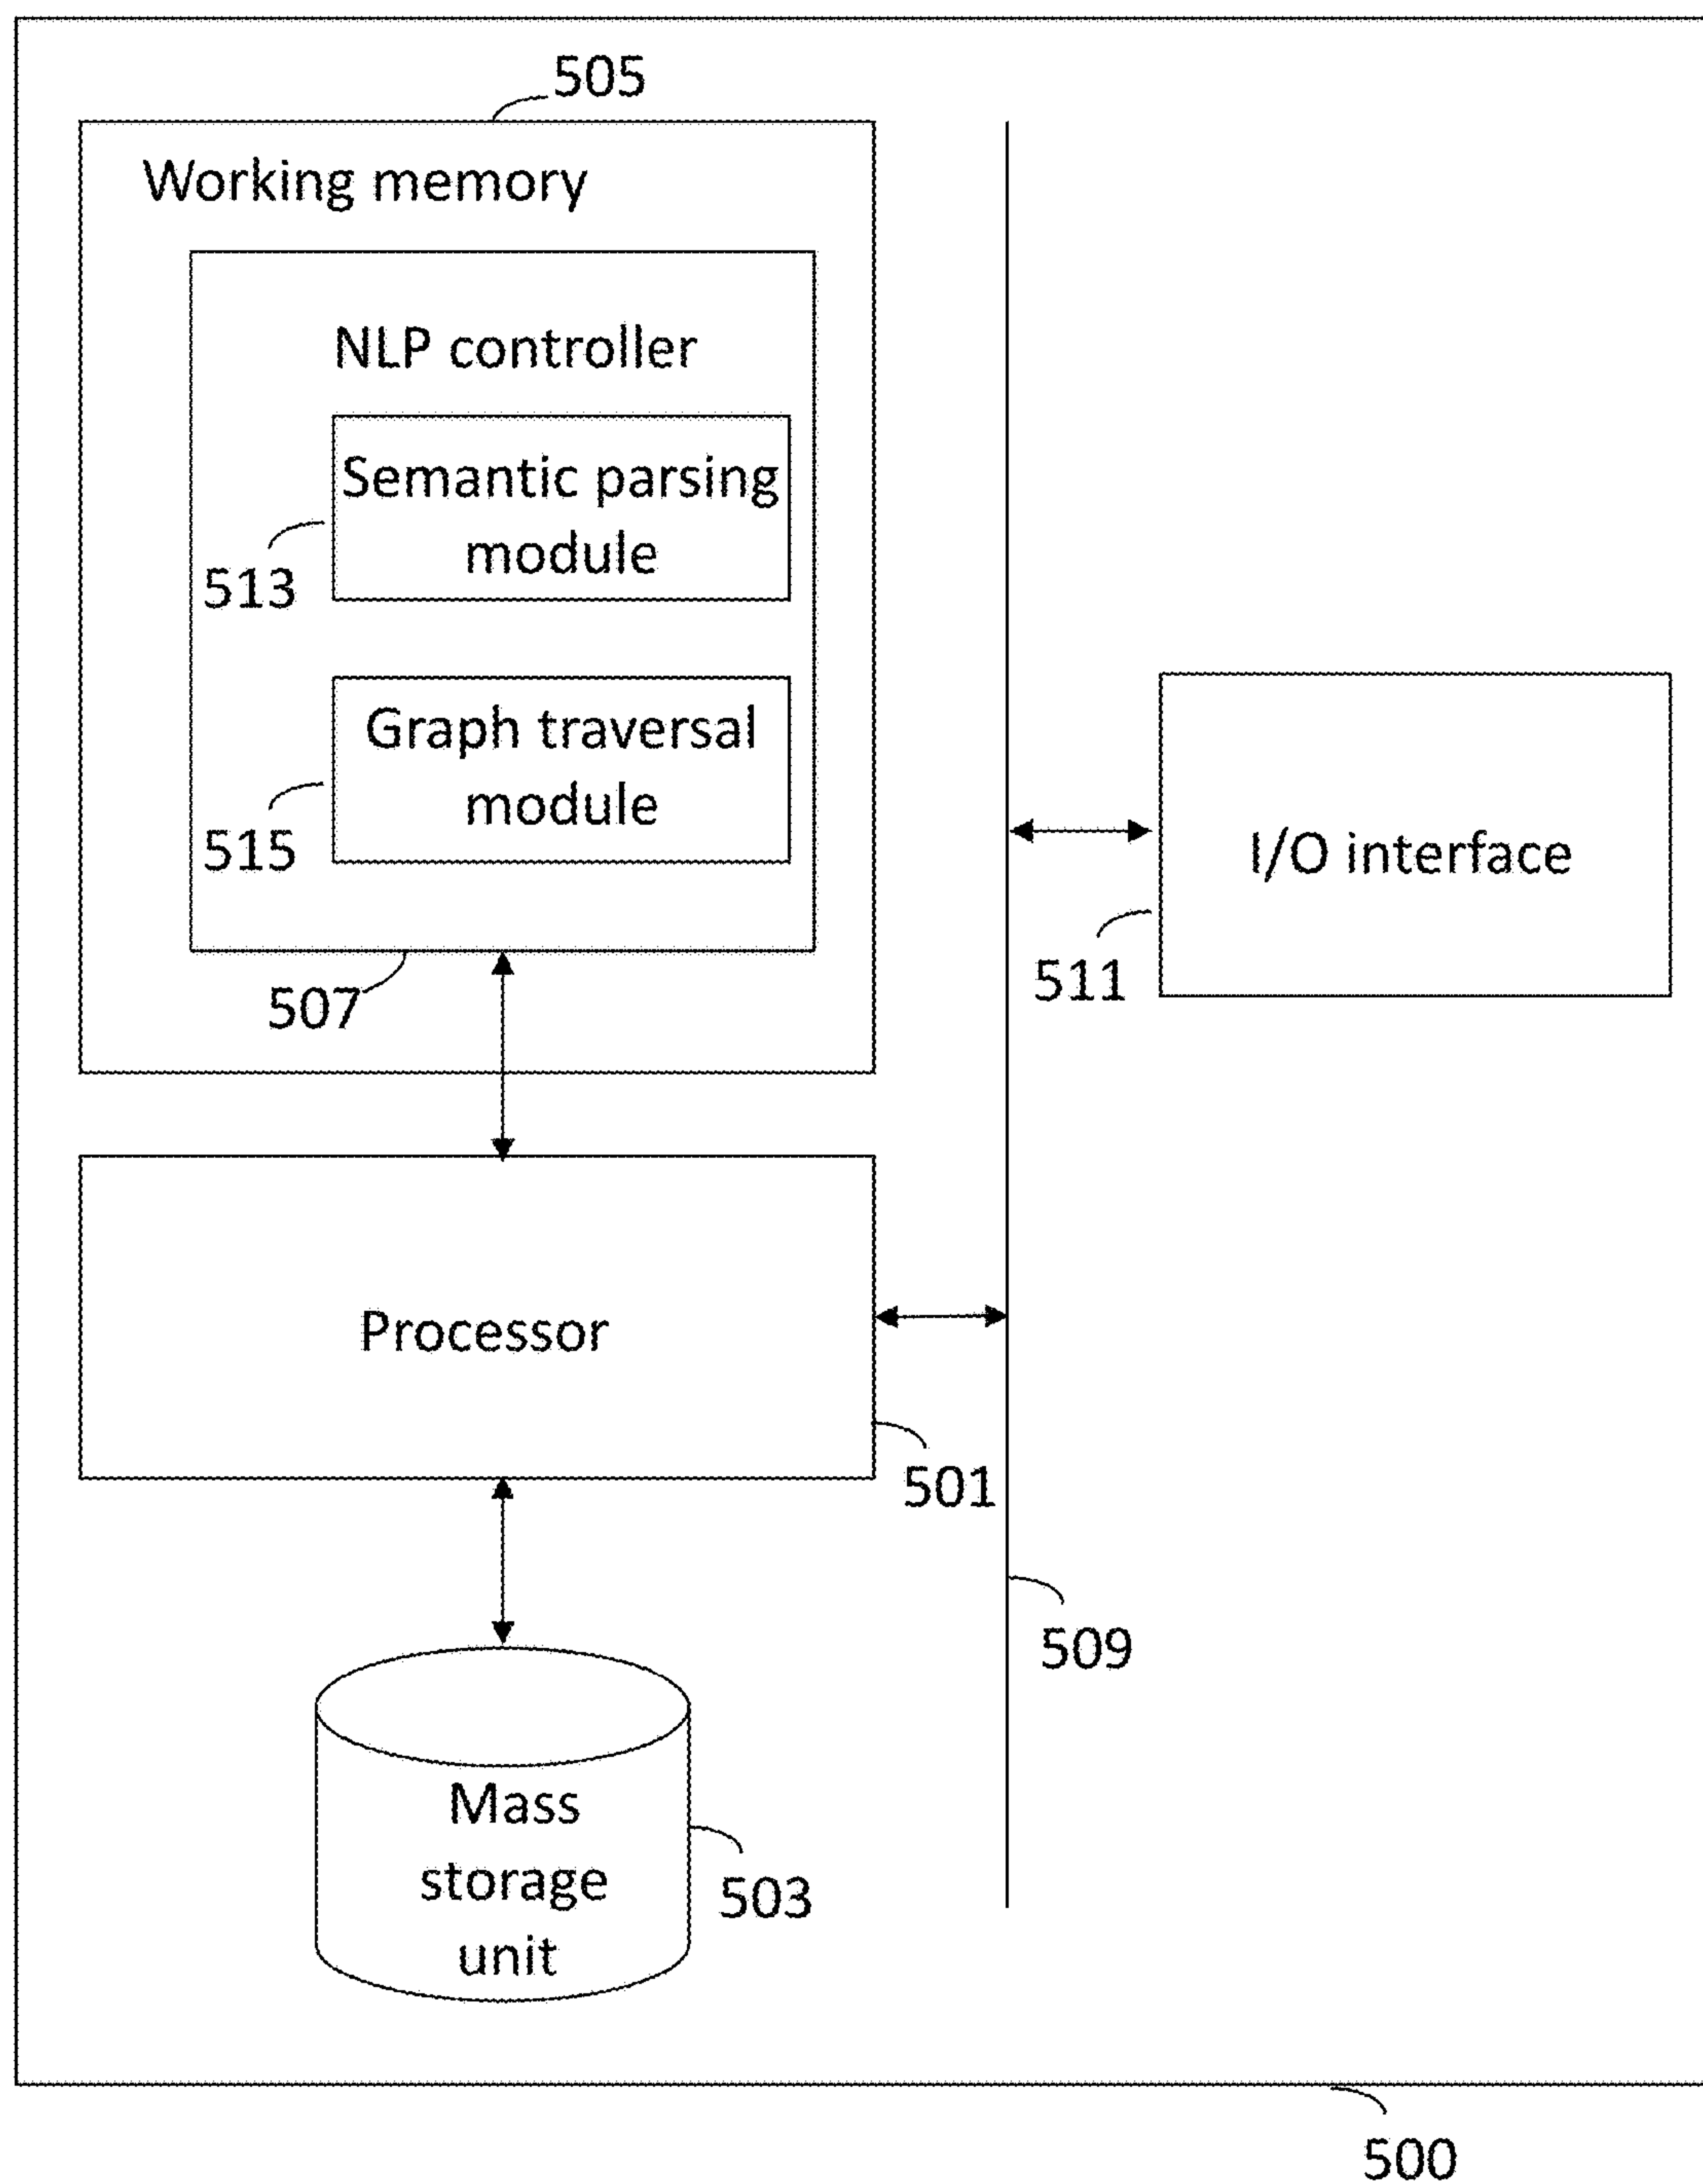 505
Working memory
NLP controller
Semantic parsing
module
513
Graph traversal
module
515
507
I/O interface
511
Processor
501
509
Mass
storage
unit
503
500